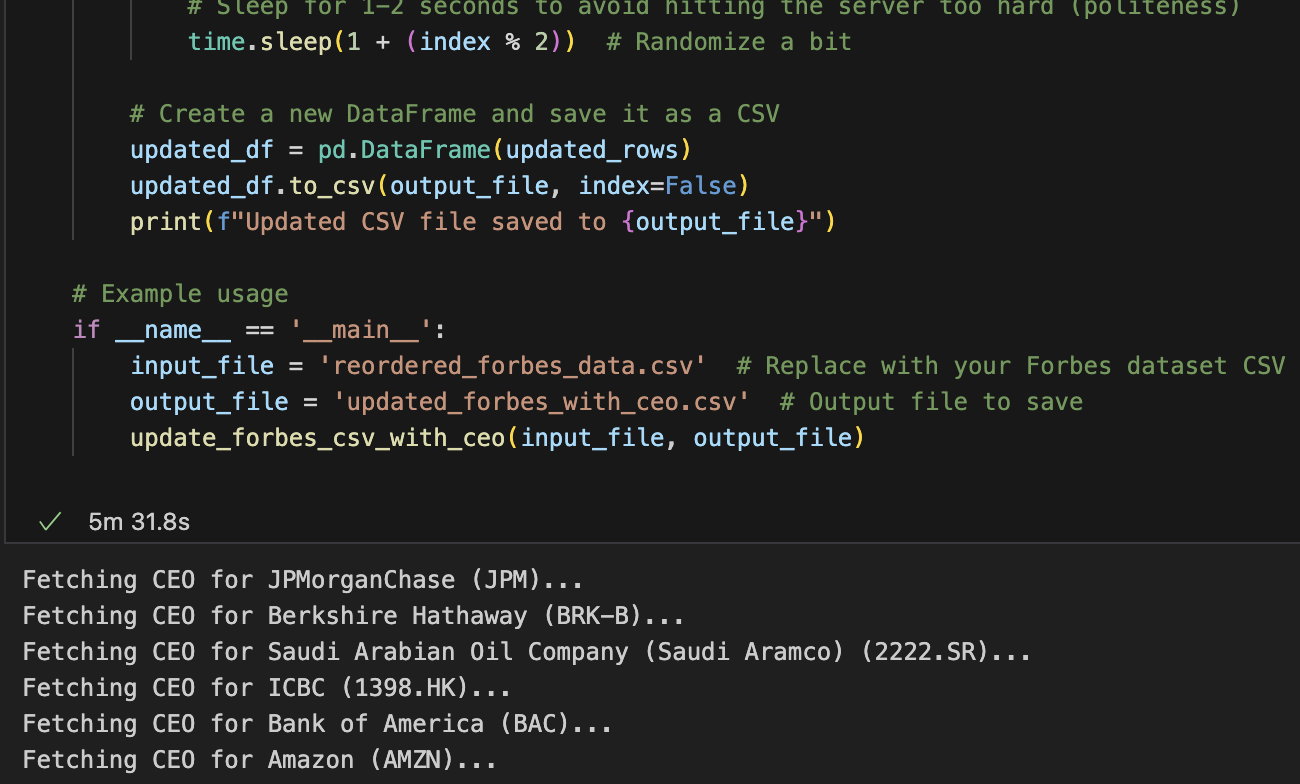 # Sleep for 1-2 seconds to avoid hitting the server too hard (politeness)
time.sleep(1 + (index % 2))  # Randomize a bit
# Create a new DataFrame and save it as a CSV
updated_df = pd.DataFrame(updated_rows)
updated_df.to_csv(output_file, index=False)
print(f"Updated CSV file saved to {output_file}")
# Example usage
if __name__ == '__main__':
input_file = 'reordered_forbes_data.csv'  # Replace with your Forbes dataset CSV
output_file = 'updated_forbes_with_ceo.csv'  # Output file to save
update_forbes_csv_with_ceo(input_file, output_file)
✓ 5m 31.8s
Fetching CEO for JPMorganChase (JPM)...
Fetching CEO for Berkshire Hathaway (BRK-B)...
Fetching CEO for Saudi Arabian Oil Company (Saudi Aramco) (2222.SR)...
Fetching CEO for ICBC (1398.HK)...
Fetching CEO for Bank of America (BAC)...
Fetching CEO for Amazon (AMZN)...